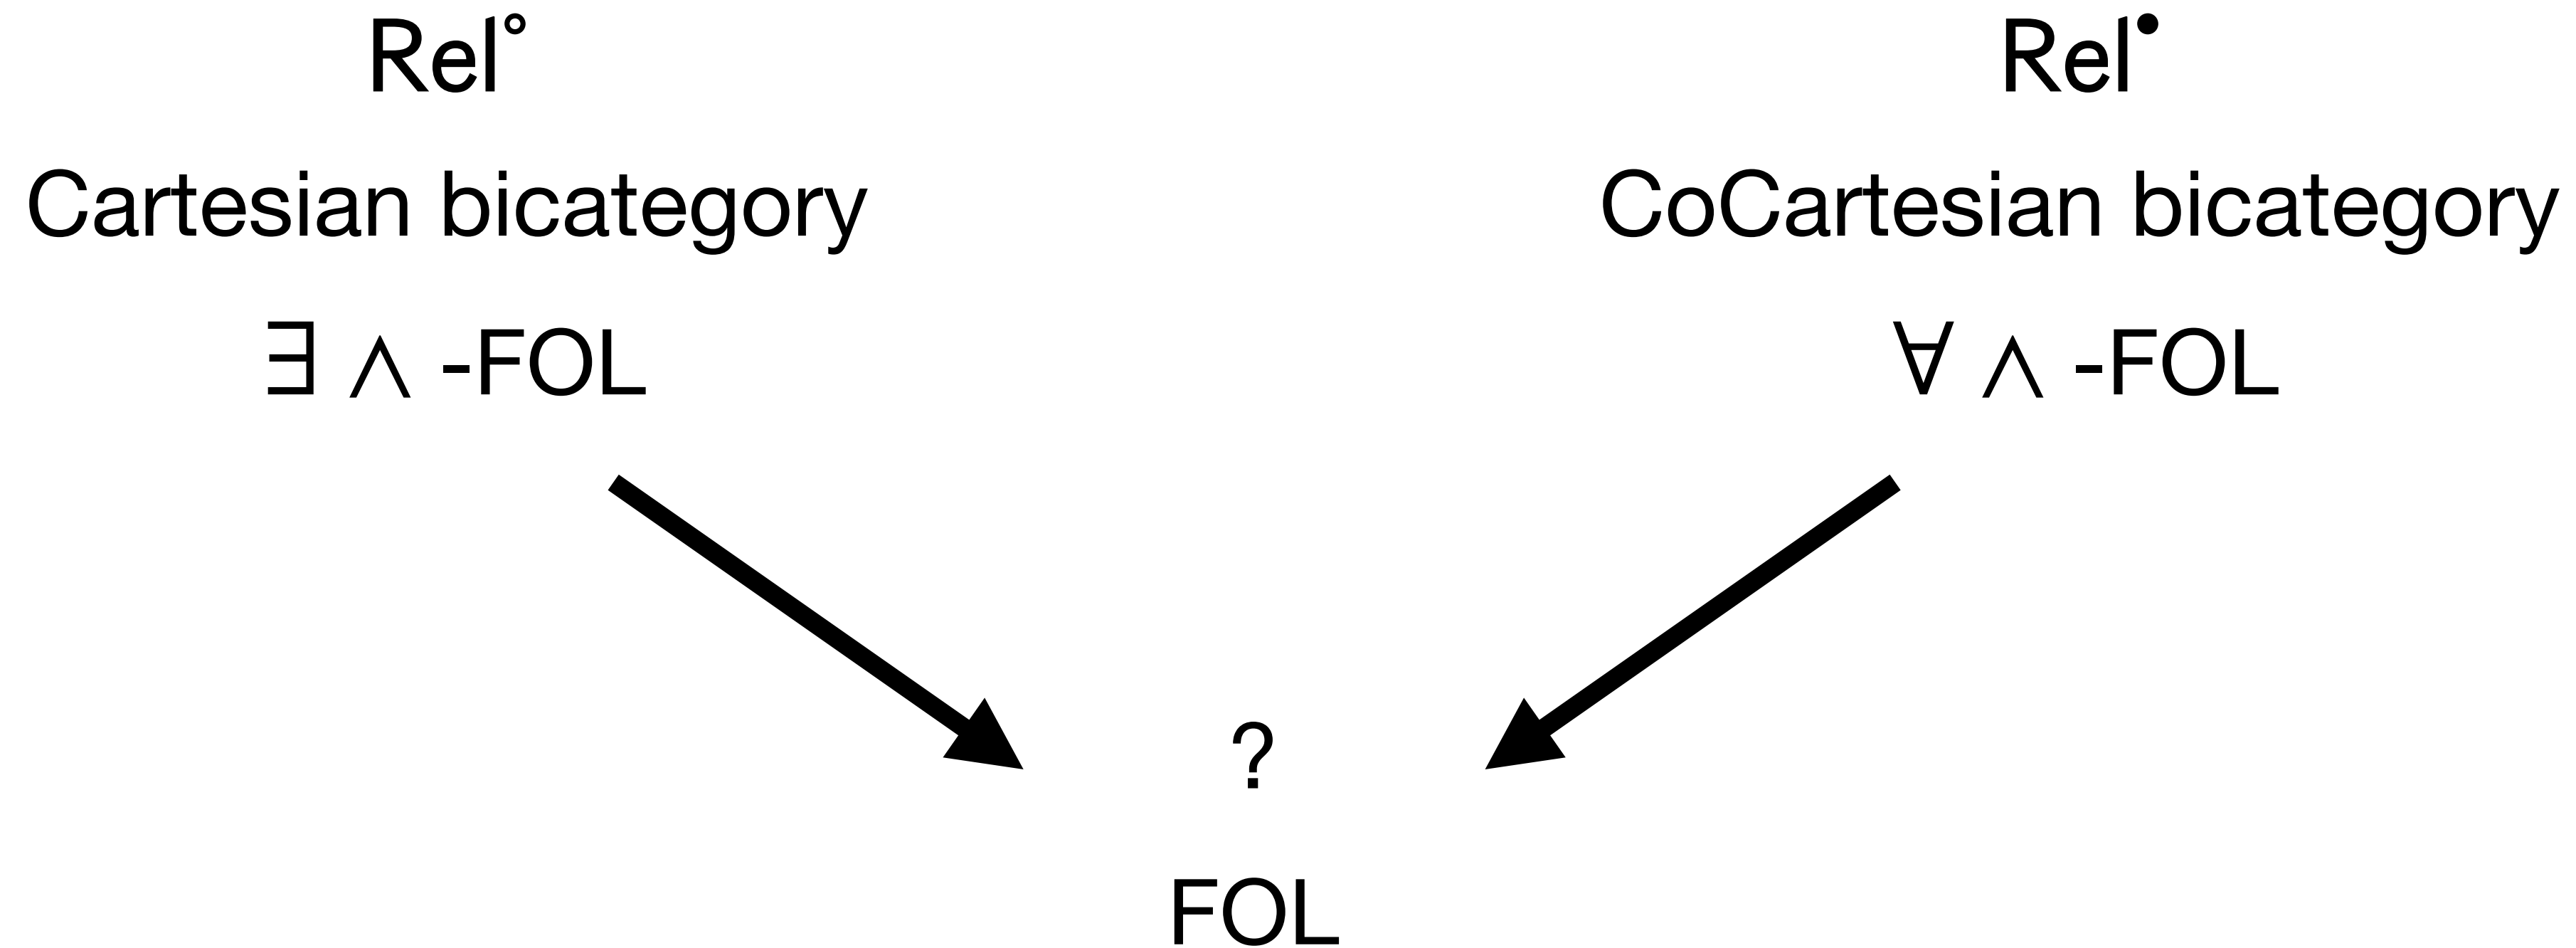 Rel°
Cartesian bicategory
∃ ∧ -FOL
Rel•
CoCartesian bicategory
∀ ∧ -FOL
?
FOL